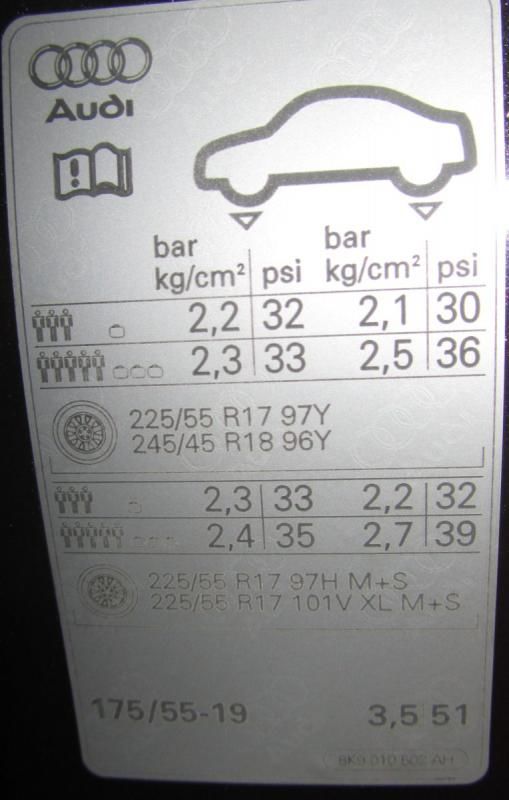 Audi
bar bar
kg/cm² psi kg/cm² psi
2,2 32 2,1 30
2,3 33 2,5 36
225/55 R17 97Y
245/45 R18 96Y
2,3 33 2,2 32
2,4 35 2,7 39
225/55 R17 97H M+S
225/55 R17 101V XL M+S
175/55-19 3,5 51
8K9 010 502 AH